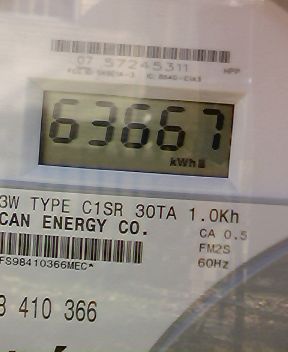 07 57245311
63667
kWh
3W TYPE C1SR 30TA 1.0Kh
CAN ENERGY CO.
CA 0.5
FM2S
FS98410366MEC*
60Hz
8 410 366